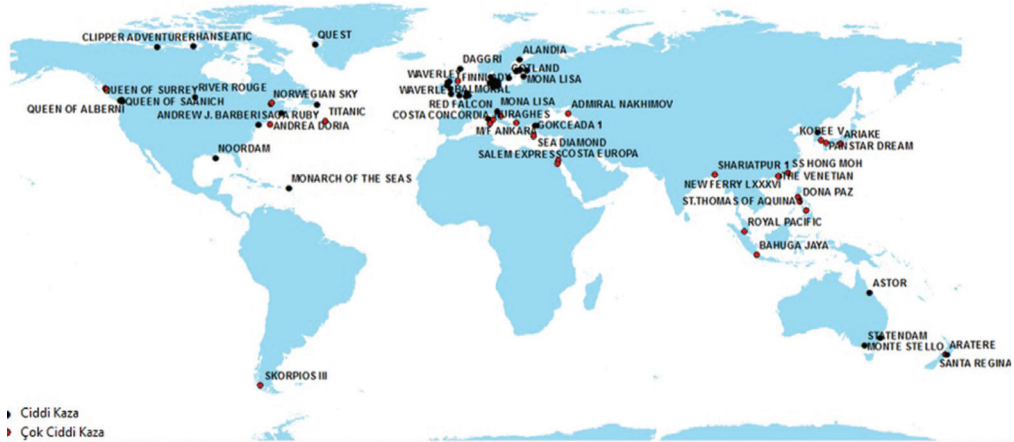 CLIPPER ADVENTURER HANSEATIC
QUEST
ALANDIA
DAGGRI
GOTLAND
WAVERLEY FINNLADY
MONA LISA
QUEEN OF SURREY RIVER ROUGE
WAVERLEY BALMORAL
NORWEGIAN SKY
QUEEN OF ALBERNI QUEEN OF SAANICH
RED FALCON MONA LISA
ADMIRAL NAKHIMOV
ANDREW J. BARBERI SAGA RUBY TITANIC
COSTA CONCORDIA
ANDREA DORIA
M/F ANKARA GOKCEADA 1
KOBEE V ARIAKE
SEA DIAMOND
PANSTAR DREAM
NOORDAM
SALEM EXPRESS COSTA EUROPA
SHARIATPUR 1 SS HONG MOH
MONARCH OF THE SEAS
NEW FERRY LXXXVI THE VENETIAN
DONA PAZ
ST.THOMAS OF AQUINAS
ROYAL PACIFIC
BAHUGA JAYA
ASTOR
STATENDAM
MONTE STELLO ARATERE
SANTA REGINA
SKORPIOS III
Ciddi Kaza
Çok Ciddi Kaza